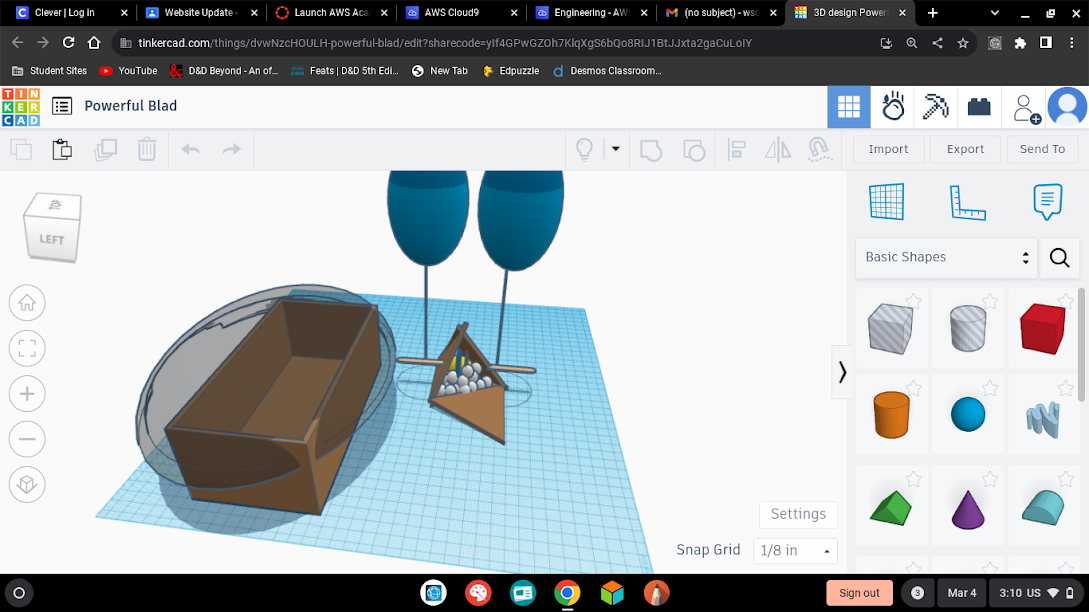 Clever | Log in
Website Update -
Launch AWS Aca
AWS Cloud9
Engineering - AW
(no subject) - wso
3D design Power
tinkercad.com/things/dvwNzcHOULH-powerful-blad/edit?sharecode=
Student Sites
YouTube
D&D Beyond - An of...
Feats | D&D 5th Edi...
New Tab
Edpuzzle
Desmos Classroom...
TIN
KER
CAD
Powerful Blad
Import
Export
Send To
LEFT
Basic Shapes
Settings
Snap Grid
1/8 in
Sign out
3
Mar 4
3:10 US